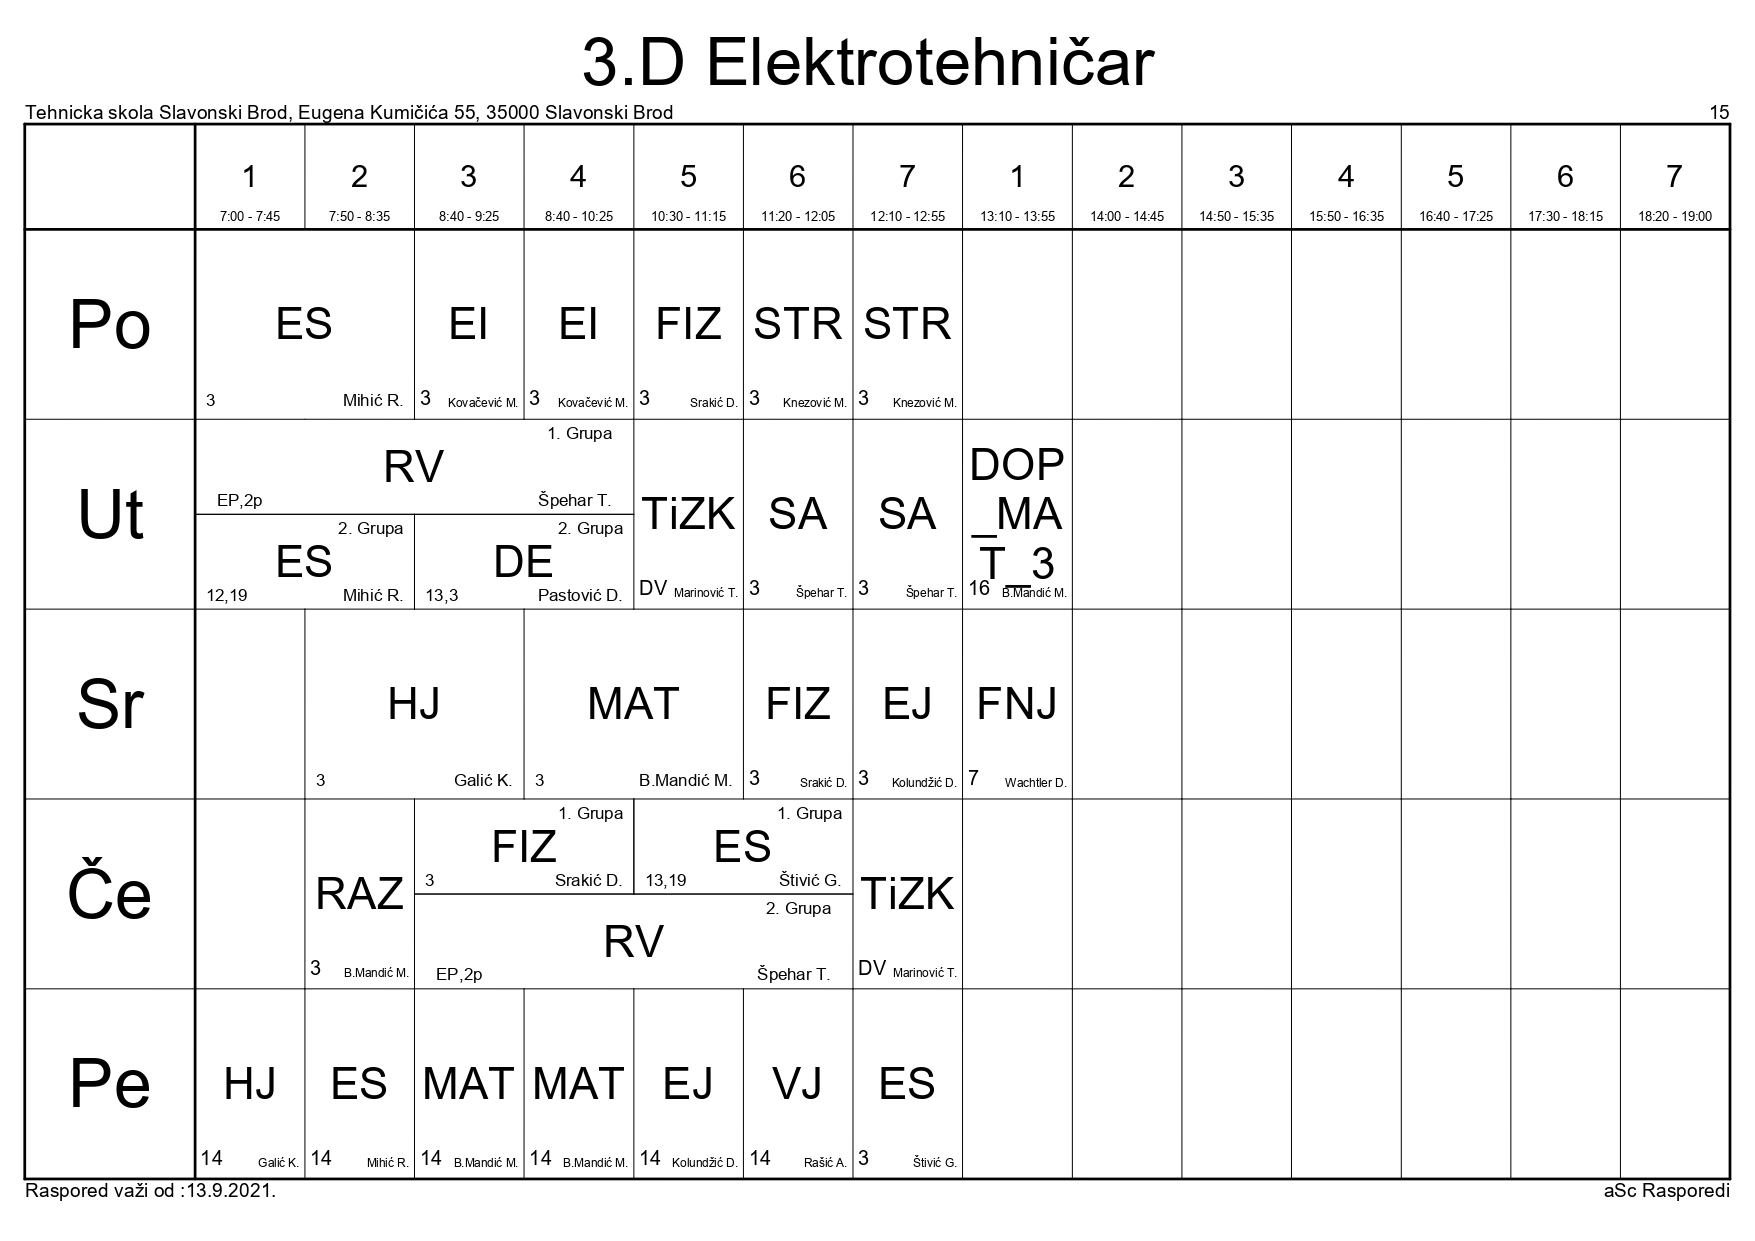 3.D Elektrotehničar
Tehnicka skola Slavonski Brod, Eugena Kumičića 55, 35000 Slavonski Brod 15
1 2 3 4 5 6 7 1 2 3 4 5 6 7
7:00 - 7:45 7:50 - 8:35 8:40 - 9:25 8:40 - 10:25 10:30 - 11:15 11:20 - 12:05 12:10 - 12:55 13:10 - 13:55 14:00 - 14:45 14:50 - 15:35 15:50 - 16:35 16:40 - 17:25 17:30 - 18:15 18:20 - 19:00
Po ES EI EI FIZ STR STR
3 Mihić R. 3 Kovačević M. 3 Kovačević M. 3 Srakić D. 3 Knezović M. 3 Knezović M.
1. Grupa
RV
EP,2p Špehar T.
Ut TiZK SA SA DOP
_MA
T_3
2. Grupa 2. Grupa
ES DE
12,19 Mihić R. 13,3 Pastović D. DV Marinović T. 3 Špehar T. 3 Špehar T. 16 B.Mandić M.
Sr HJ MAT FIZ EJ FNJ
3 Galić K. 3 B.Mandić M. 3 Srakić D. 3 Kolundžić D. 7 Wachtler D.
1. Grupa 1. Grupa
FIZ ES
3 Srakić D. 13,19 Štivić G.
Če RAZ TiZK
2. Grupa
RV
3 B.Mandić M. EP,2p Špehar T. DV Marinović T.
Pe HJ ES MAT MAT EJ VJ ES
14 Galić K. 14 Mihić R. 14 B.Mandić M. 14 B.Mandić M. 14 Kolundžić D. 14 Rašić A. 3 Štivić G.
Raspored važi od :13.9.2021. aSc Rasporedi